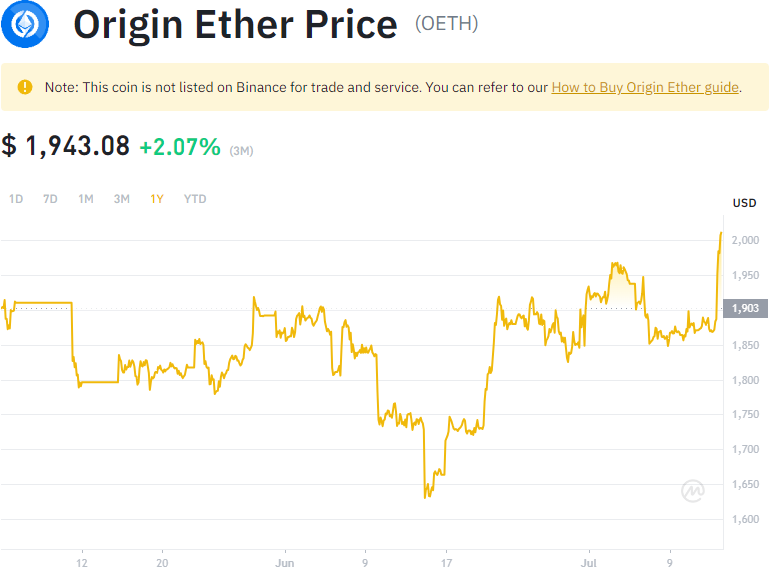 Origin Ether Price (OETH)
Note: This coin is not listed on Binance for trade and service. You can refer to our How to Buy Origin Ether guide.
$ 1,943.08 +2.07% (3M)
1D 7D 1M 3M 1Y YTD
USD
2,000
1,950
1,903
1,850
1,800
1,750
1,700
1,650
1,600
12 20 Jun 9 17 Jul 9